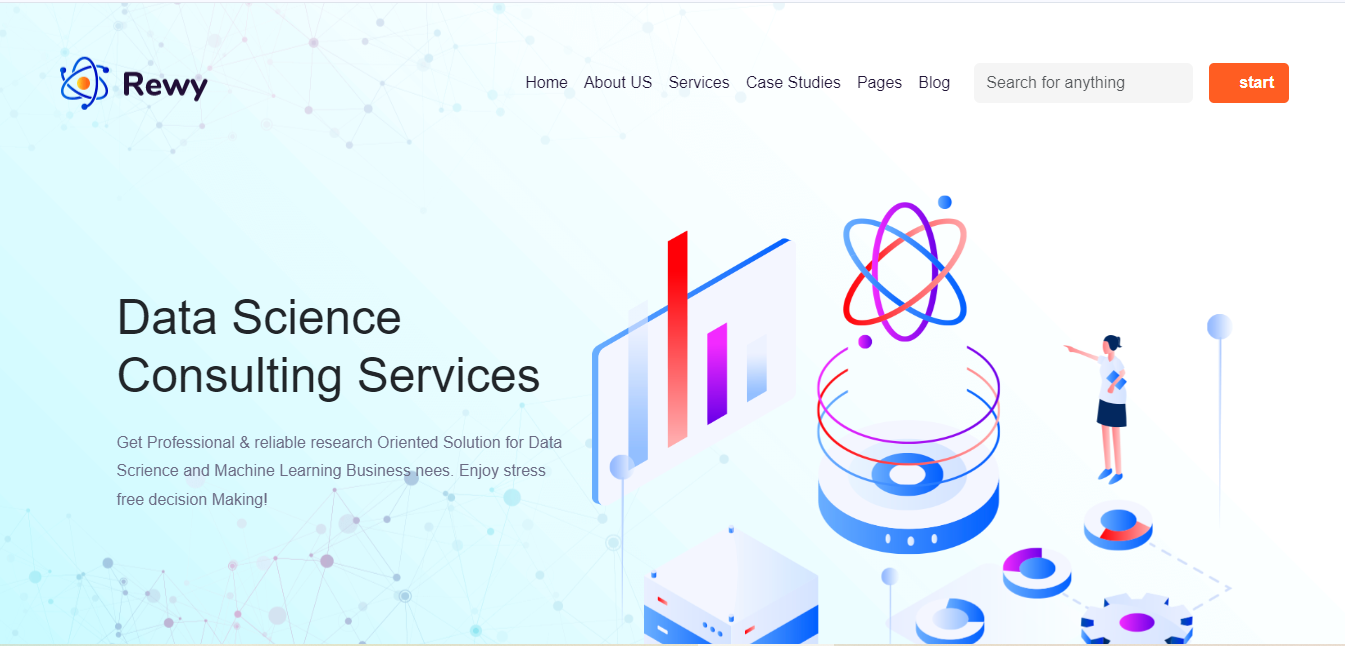 Rewy
Home About US Services Case Studies Pages Blog Search for anything start
Data Science
Consulting Services
Get Professional & reliable research Oriented Solution for Data
Scrience and Machine Learning Business nees. Enjoy stress
free decision Making!